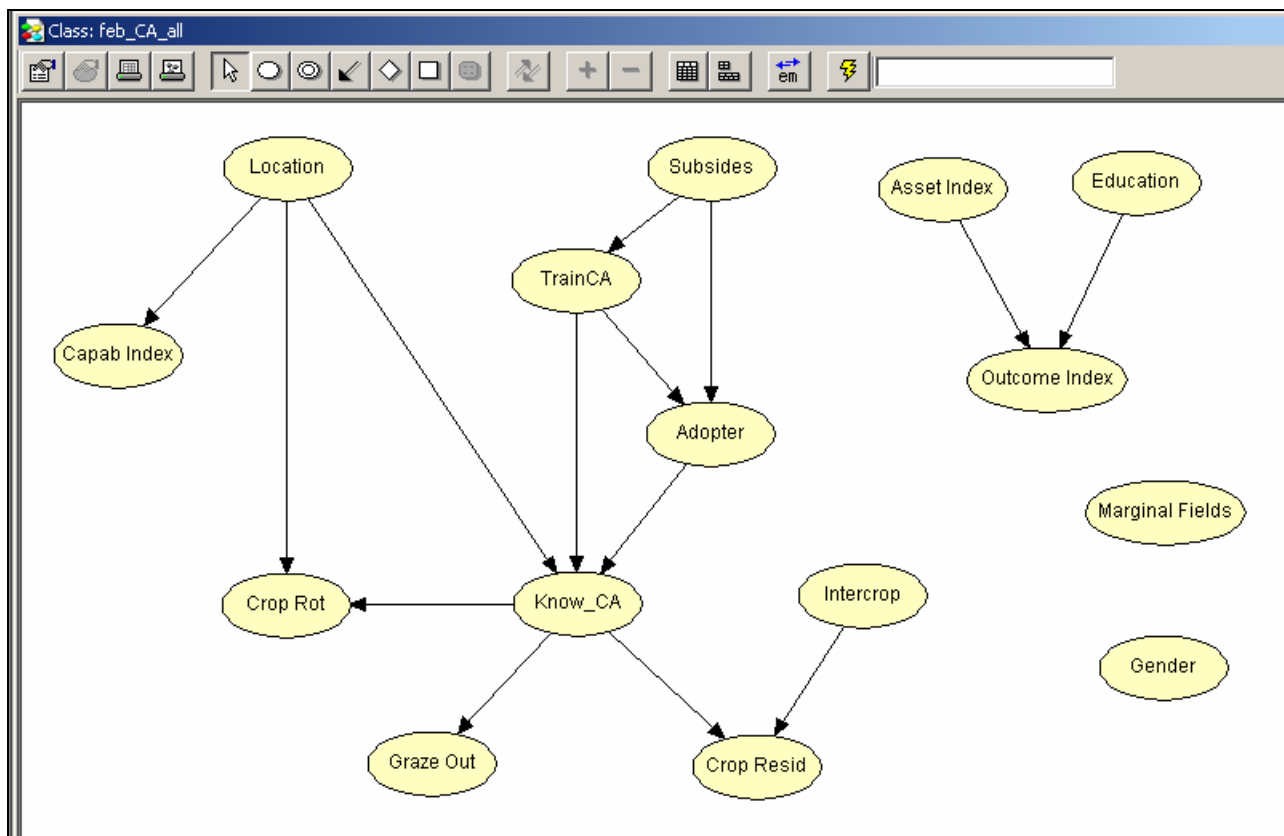 Class: feb_CA_all
em
Location
Subsides
Asset Index
Education
TrainCA
Capab Index
Outcome Index
Adopter
Marginal Fields
Crop Rot
Know_CA
Intercrop
Gender
Graze Out
Crop Resid